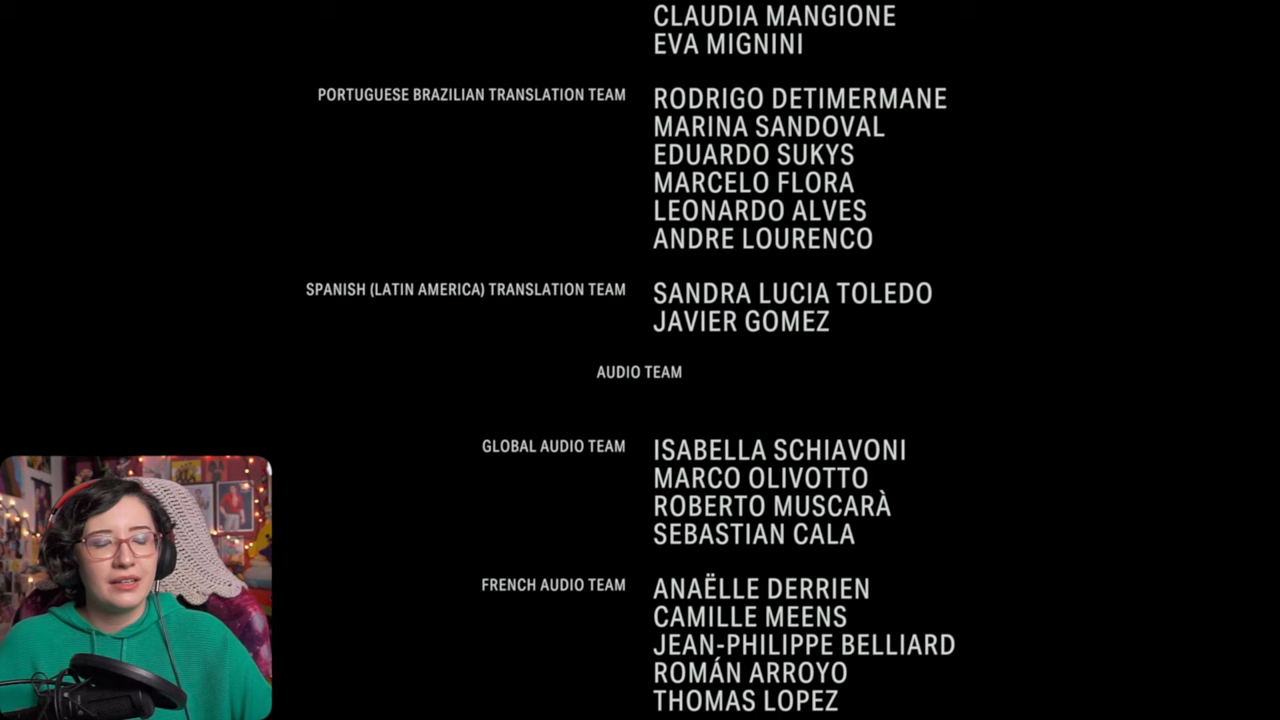 CLAUDIA MANGIONE
EVA MIGNINI
PORTUGUESE BRAZILIAN TRANSLATION TEAM
RODRIGO DETIMERMANE
MARINA SANDOVAL
EDUARDO SUKYS
MARCELO FLORA
LEONARDO ALVES
ANDRE LOURENCO
SPANISH (LATIN AMERICA) TRANSLATION TEAM
SANDRA LUCIA TOLEDO
JAVIER GOMEZ
AUDIO TEAM
GLOBAL AUDIO TEAM
ISABELLA SCHIAVONI
MARCO OLIVOTTO
ROBERTO MUSCARÀ
SEBASTIAN CALA
FRENCH AUDIO TEAM
ANAËLLE DERRIEN
CAMILLE MEENS
JEAN-PHILIPPE BELLIARD
ROMÁN ARROYO
THOMAS LOPEZ